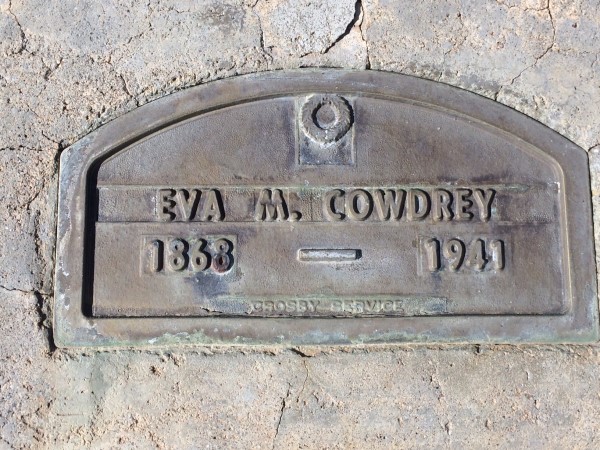 EVA M. COWDREY
1868 — 1941
CROSBY SERVICE